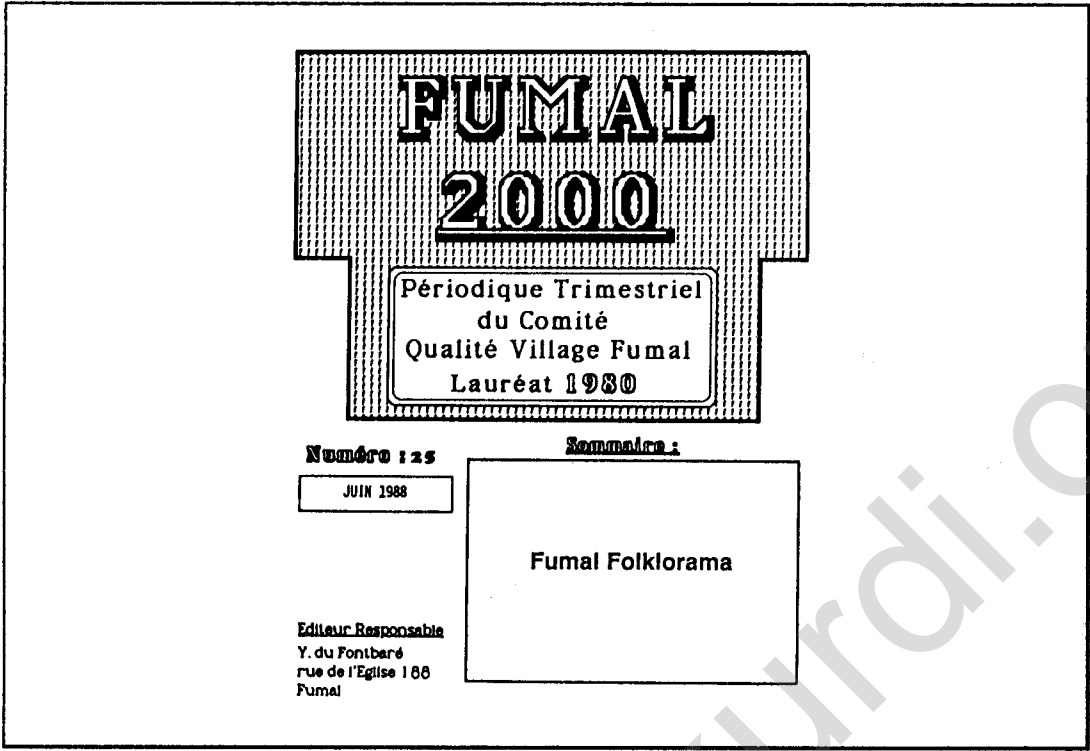 FUMAL
2000
Périodique Trimestriel
du Comité
Qualité Village Fumal
Lauréat 1980
Numéro : 25
JUIN 1988
Sommaire :
Fumal Folklorama
Editeur Responsable
Y. du Fontbaré
rue de l'Eglise 188
Fumal
urdi.o